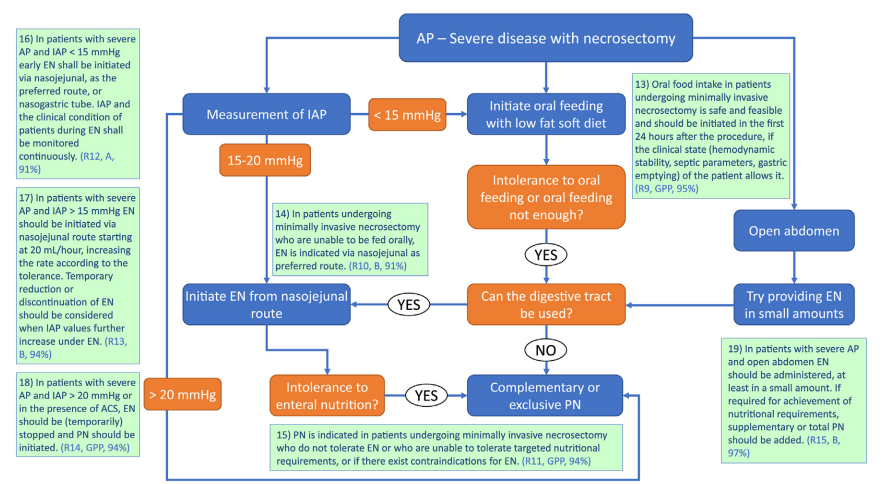 AP – Severe disease with necrosectomy
16) In patients with severe
AP and IAP < 15 mmHg
early EN shall be initiated
via nasojejunal, as the
preferred route, or
nasogastric tube. IAP and
the clinical condition of
patients during EN shall
be monitored
continuously. (R12, A,
91%)
Measurement of IAP
< 15 mmHg
Initiate oral feeding
with low fat soft diet
13) Oral food intake in patients
undergoing minimally invasive
necrosectomy is safe and feasible
and should be initiated in the first
24 hours after the procedure, if
the clinical state (hemodynamic
stability, septic parameters, gastric
emptying) of the patient allows it.
(R9, GPP, 95%)
15-20 mmHg
Intolerance to oral
feeding or oral feeding
not enough?
17) In patients with severe
AP and IAP > 15 mmHg EN
should be initiated via
nasojejunal route starting
at 20 mL/hour, increasing
the rate according to the
tolerance. Temporary
reduction or
discontinuation of EN
should be considered
when IAP values further
increase under EN. (R13,
B, 94%)
14) In patients undergoing
minimally invasive necrosectomy
who are unable to be fed orally,
EN is indicated via nasojejunal as
preferred route. (R10, B, 91%)
YES
Open abdomen
Initiate EN from nasojejunal
route
YES
Can the digestive tract
be used?
Try providing EN
in small amounts
NO
18) In patients with severe
AP and IAP > 20 mmHg or
in the presence of ACS, EN
should be (temporarily)
stopped and PN should be
initiated. (R14, GPP, 94%)
> 20 mmHg
Intolerance to
enteral nutrition?
YES
Complementary or
exclusive PN
19) In patients with severe AP
and open abdomen EN
should be administered, at
least in a small amount. If
required for achievement of
nutritional requirements,
supplementary or total PN
should be added. (R15, B,
97%)
15) PN is indicated in patients undergoing minimally invasive necrosectomy
who do not tolerate EN or who are unable to tolerate targeted nutritional
requirements, or if there exist contraindications for EN. (R11, GPP, 94%)